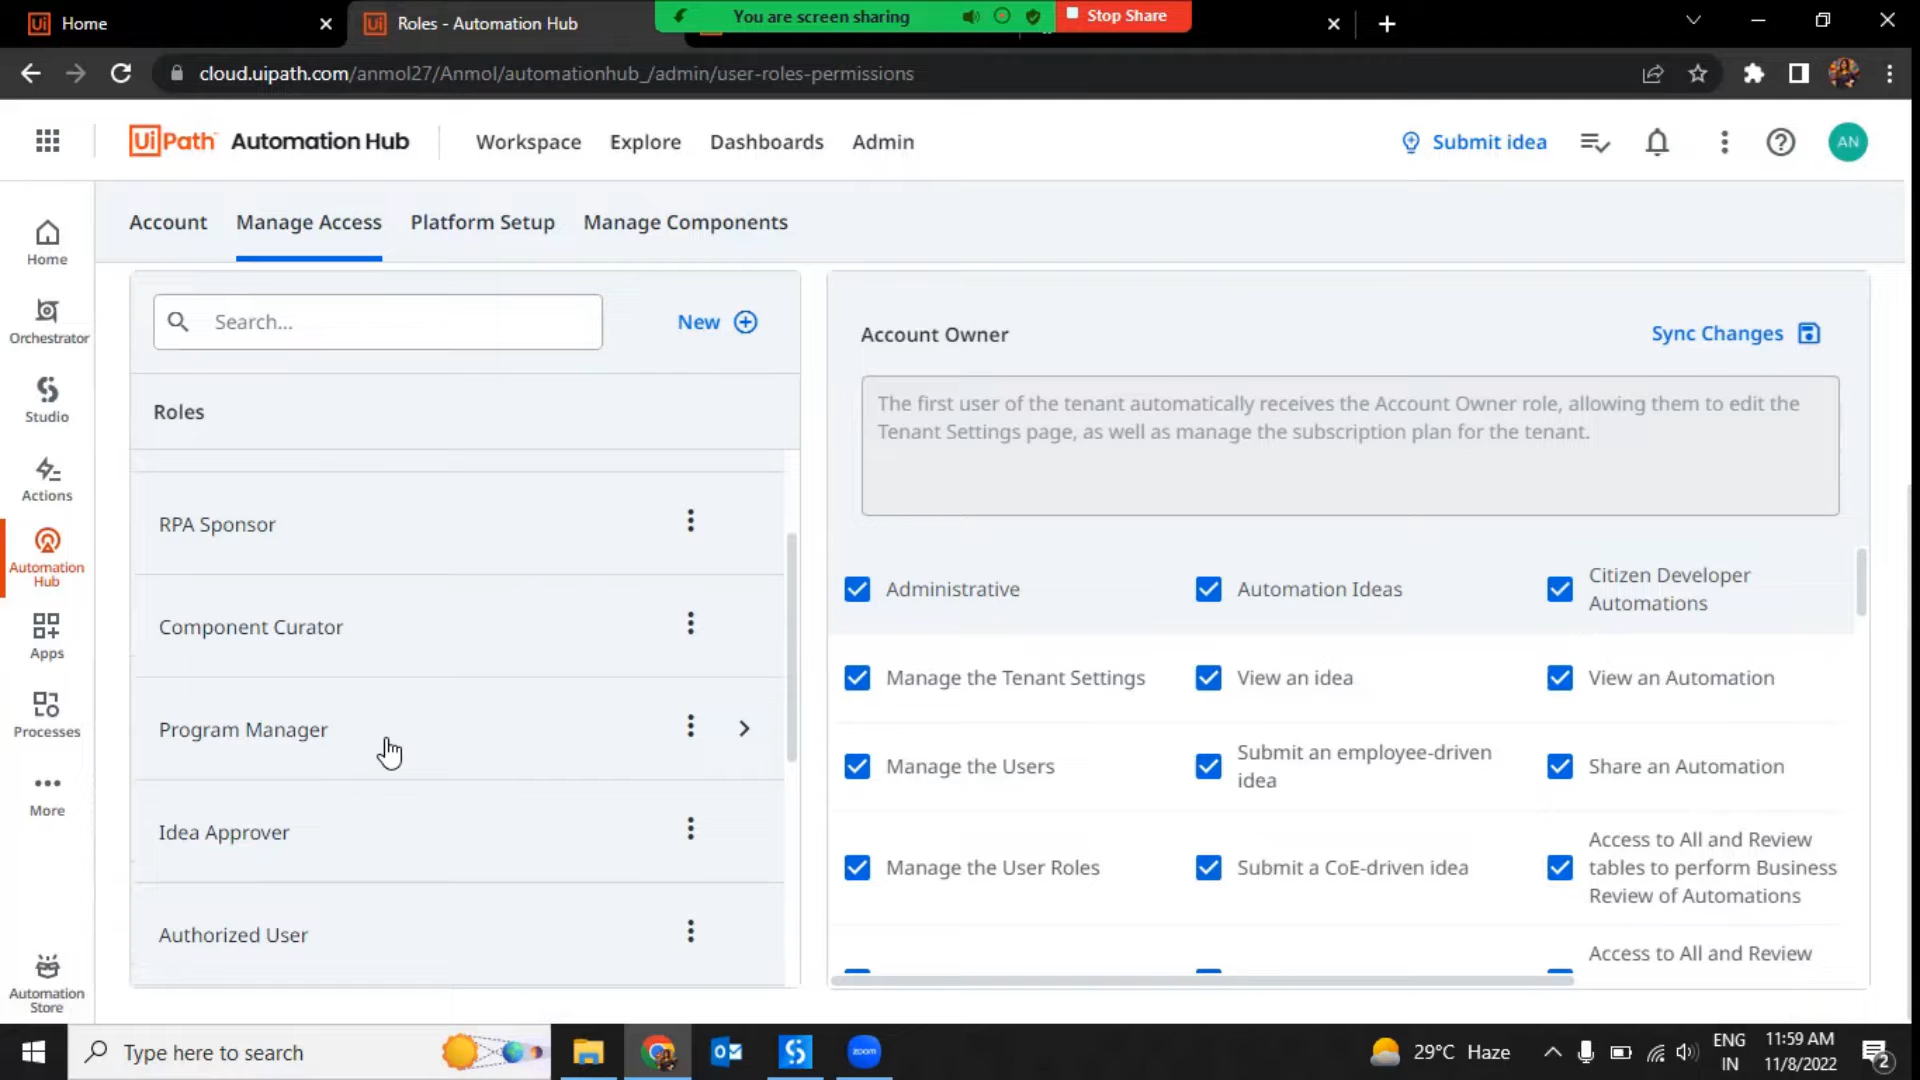 Home
Roles - Automation Hub
You are screen sharing
Stop Share
cloud.uipath.com/anmol27/Anmol/automationhub_/admin/user-roles-permissions
UiPath Automation Hub
Workspace
Explore
Dashboards
Admin
Submit idea
AN
Account
Manage Access
Platform Setup
Manage Components
Home
Orchestrator
Studio
Actions
Automation
Hub
Apps
Processes
More
Automation
Store
Search...
New
Roles
RPA Sponsor
Component Curator
Program Manager
Idea Approver
Authorized User
Account Owner
Sync Changes
The first user of the tenant automatically receives the Account Owner role, allowing them to edit the
Tenant Settings page, as well as manage the subscription plan for the tenant.
Administrative
Automation Ideas
Citizen Developer
Automations
Manage the Tenant Settings
View an idea
View an Automation
Manage the Users
Submit an employee-driven
idea
Share an Automation
Manage the User Roles
Submit a CoE-driven idea
Access to All and Review
tables to perform Business
Review of Automations
Access to All and Review
Type here to search
zoom
29°C Haze
ENG
IN
11:59 AM
11/8/2022
2